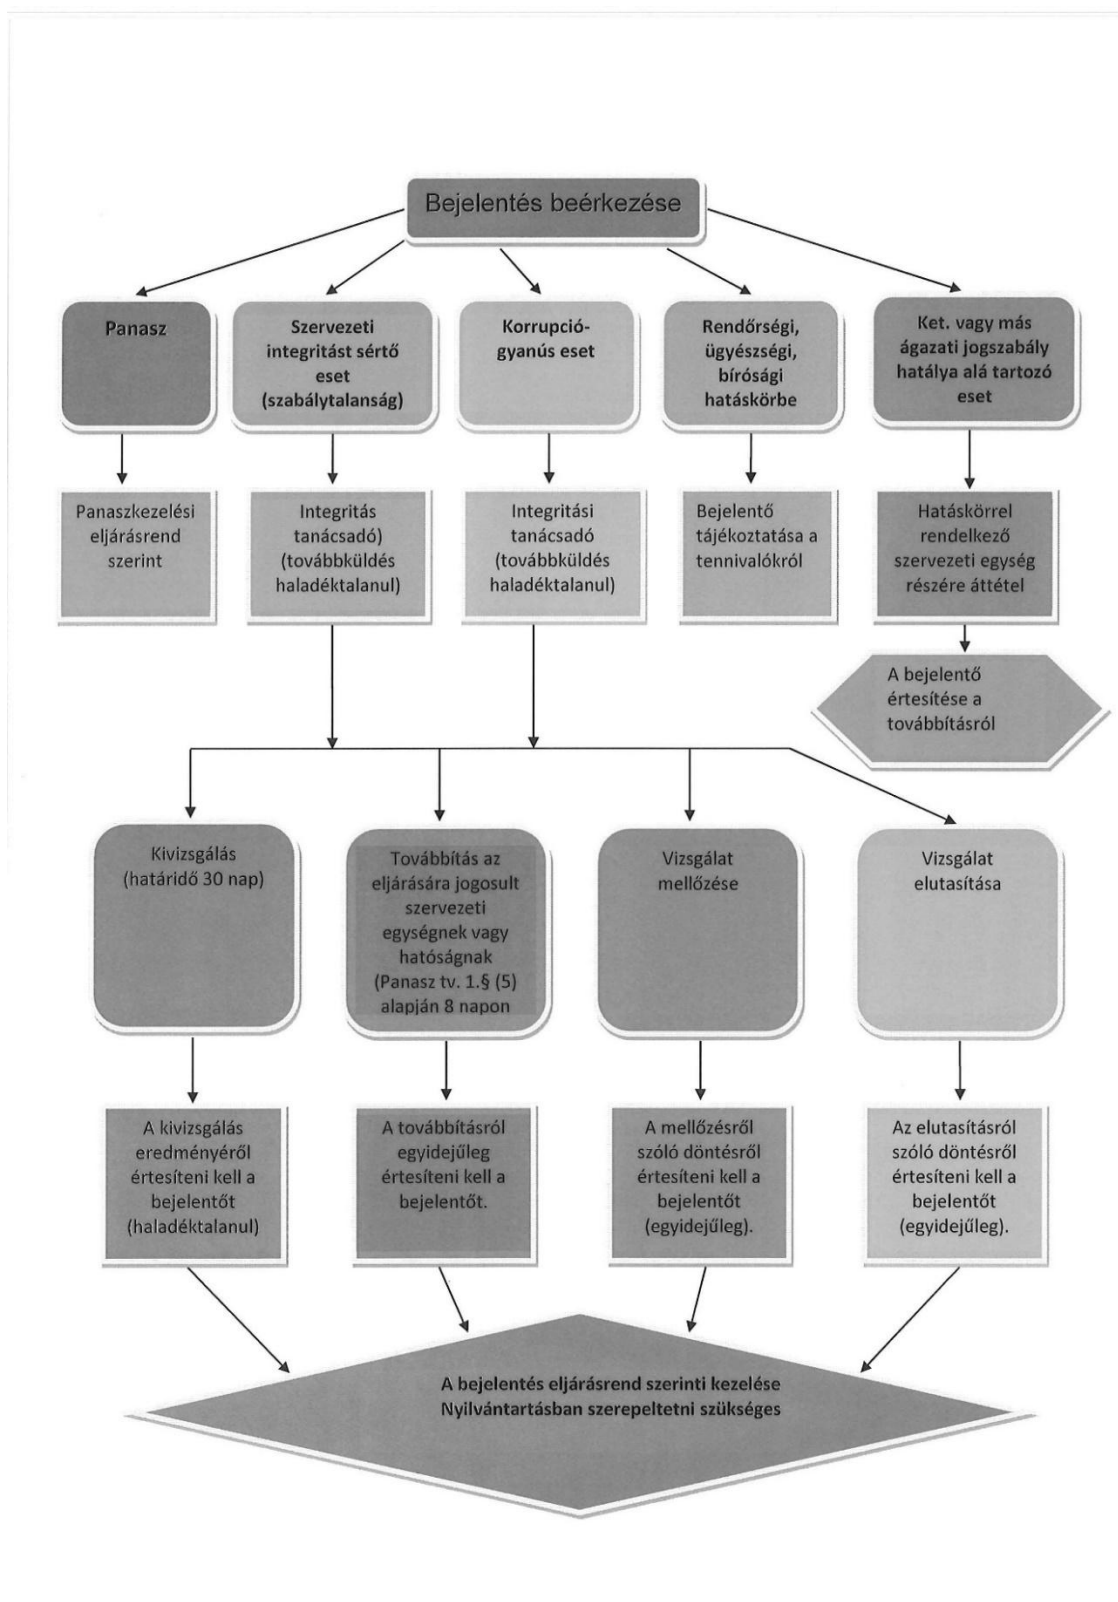 Bejelentés beérkezése
Panasz
Szervezeti
integritást sértő
eset
(szabálytalanság)
Korrupció-
gyanús eset
Rendőrségi,
ügyészségi,
bírósági
hatáskörbe
Ket. vagy más
ágazati jogszabály
hatálya alá tartozó
eset
Panaszkezelési
eljárásrend
szerint
Integritás
tanácsadó)
(továbbküldés
haladéktalanul)
Integritási
tanácsadó
(továbbküldés
haladéktalanul)
Bejelentő
tájékoztatása a
tennivalókról
Hatáskörrel
rendelkező
szervezeti egység
részére áttétel
A bejelentő
értesítése a
továbbításról
Kivizsgálás
(határidő 30 nap)
Továbbítás az
eljárására jogosult
szervezeti
egységnek vagy
hatóságnak
(Panasz tv. 1.§ (5)
alapján 8 napon
Vizsgálat
mellőzése
Vizsgálat
elutasítása
A kivizsgálás
eredményéről
értesíteni kell a
bejelentőt
(haladéktalanul)
A továbbításról
egyidejűleg
értesíteni kell a
bejelentőt.
A mellőzésről
szóló döntésről
értesíteni kell a
bejelentőt
(egyidejűleg).
Az elutasításról
szóló döntésről
értesíteni kell a
bejelentőt
(egyidejűleg).
A bejelentés eljárásrend szerinti kezelése
Nyilvántartásban szerepeltetni szükséges